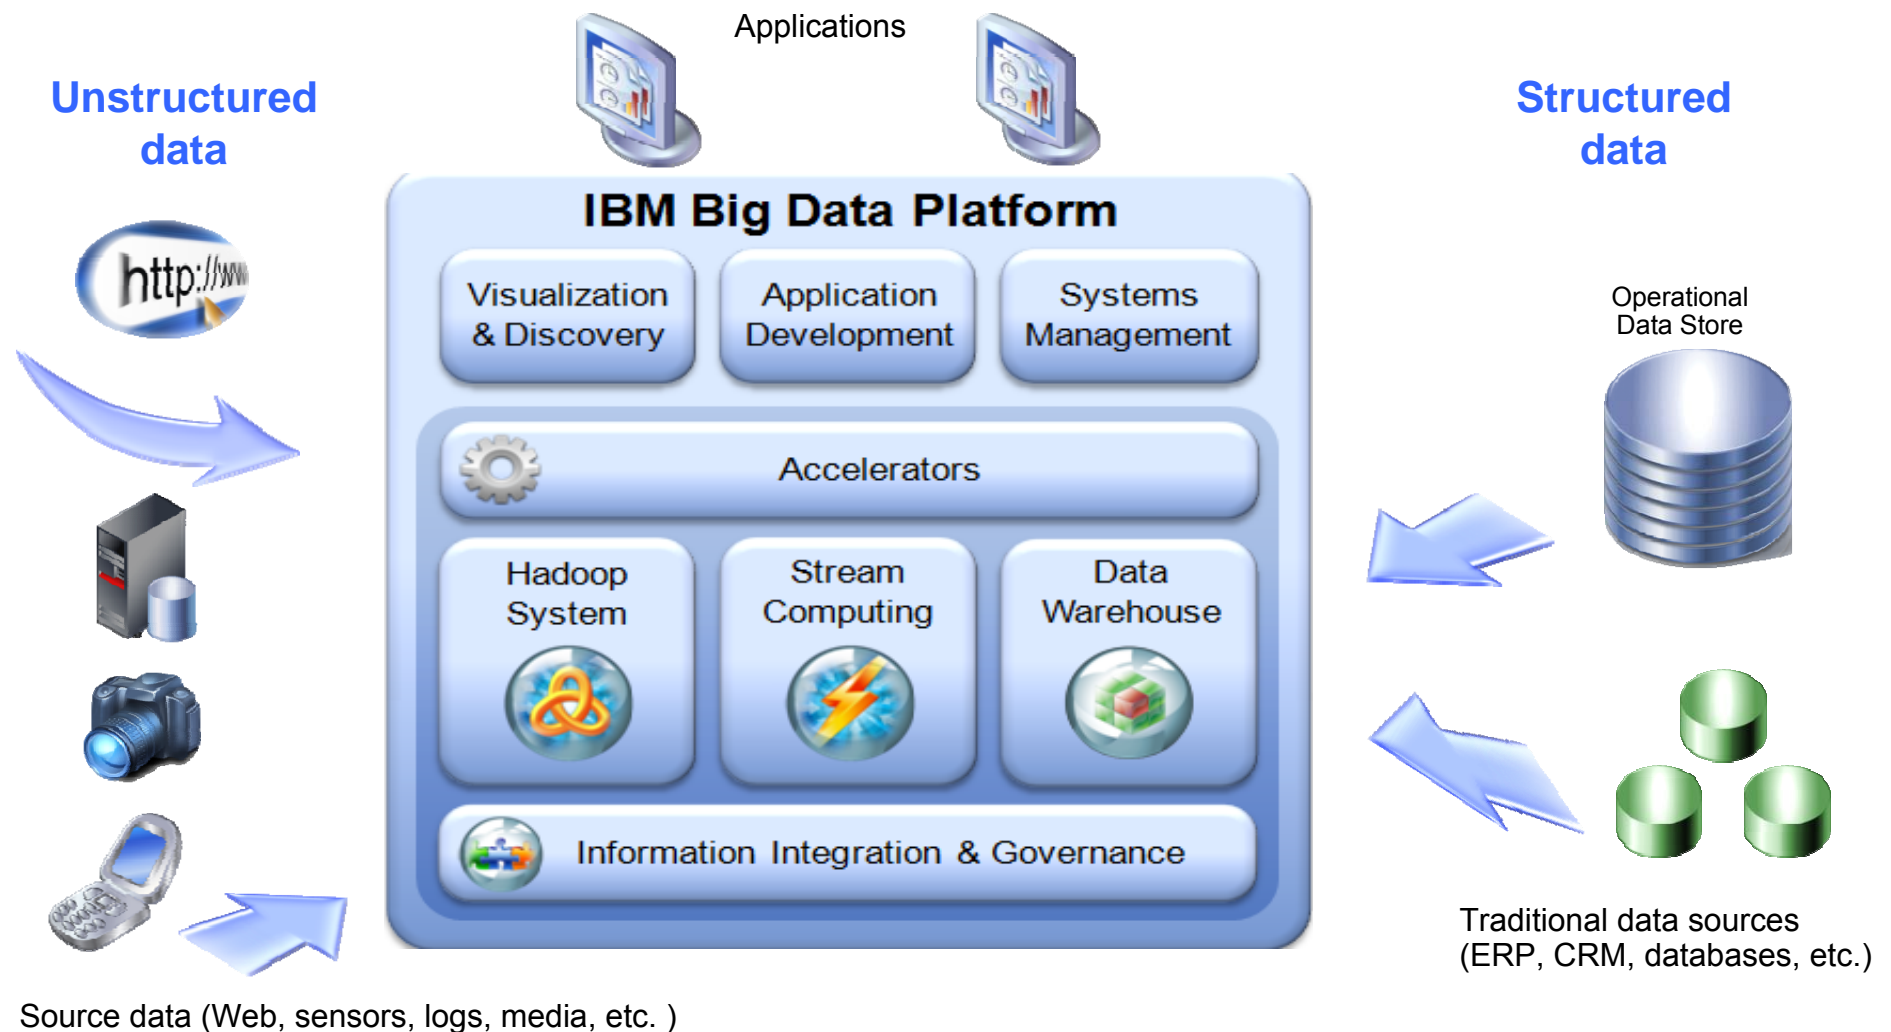 Applications
Unstructured
data
Structured
data
IBM Big Data Platform
http://www
Visualization
& Discovery
Application
Development
Systems
Management
Operational
Data Store
Accelerators
Hadoop
System
Stream
Computing
Data
Warehouse
Information Integration & Governance
Traditional data sources
(ERP, CRM, databases, etc.)
Source data (Web, sensors, logs, media, etc. )